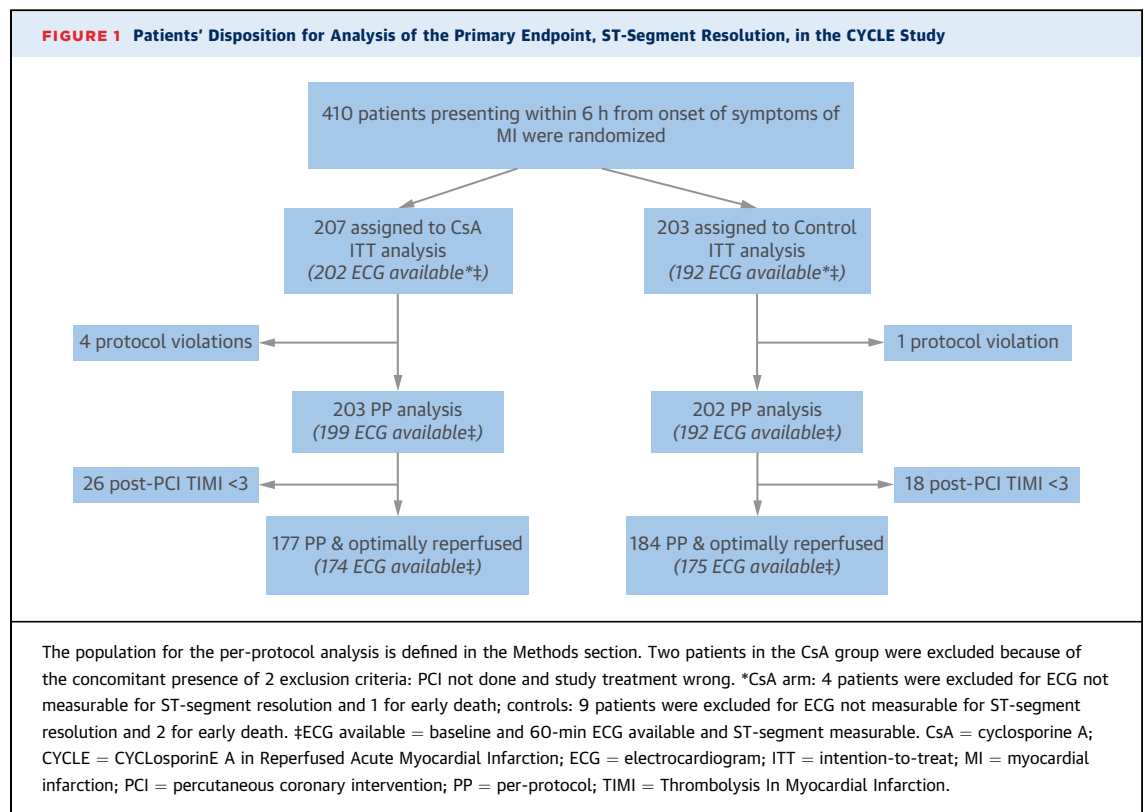 FIGURE 1 Patients' Disposition for Analysis of the Primary Endpoint, ST-Segment Resolution, in the CYCLE Study
410 patients presenting within 6 h from onset of symptoms of
MI were randomized
207 assigned to CsA
ITT analysis
(202 ECG available*‡)
203 assigned to Control
ITT analysis
(192 ECG available*‡)
4 protocol violations
1 protocol violation
203 PP analysis
(199 ECG available‡)
202 PP analysis
(192 ECG available‡)
26 post-PCI TIMI <3
18 post-PCI TIMI <3
177 PP & optimally reperfused
(174 ECG available‡)
184 PP & optimally reperfused
(175 ECG available‡)
The population for the per-protocol analysis is defined in the Methods section. Two patients in the CsA group were excluded because of
the concomitant presence of 2 exclusion criteria: PCI not done and study treatment wrong. *CsA arm: 4 patients were excluded for ECG not
measurable for ST-segment resolution and 1 for early death; controls: 9 patients were excluded for ECG not measurable for ST-segment
resolution and 2 for early death. ‡ECG available = baseline and 60-min ECG available and ST-segment measurable. CsA = cyclosporine A;
CYCLE = CYCLosporinE A in Reperfused Acute Myocardial Infarction; ECG = electrocardiogram; ITT = intention-to-treat; MI = myocardial
infarction; PCI = percutaneous coronary intervention; PP = per-protocol; TIMI = Thrombolysis In Myocardial Infarction.